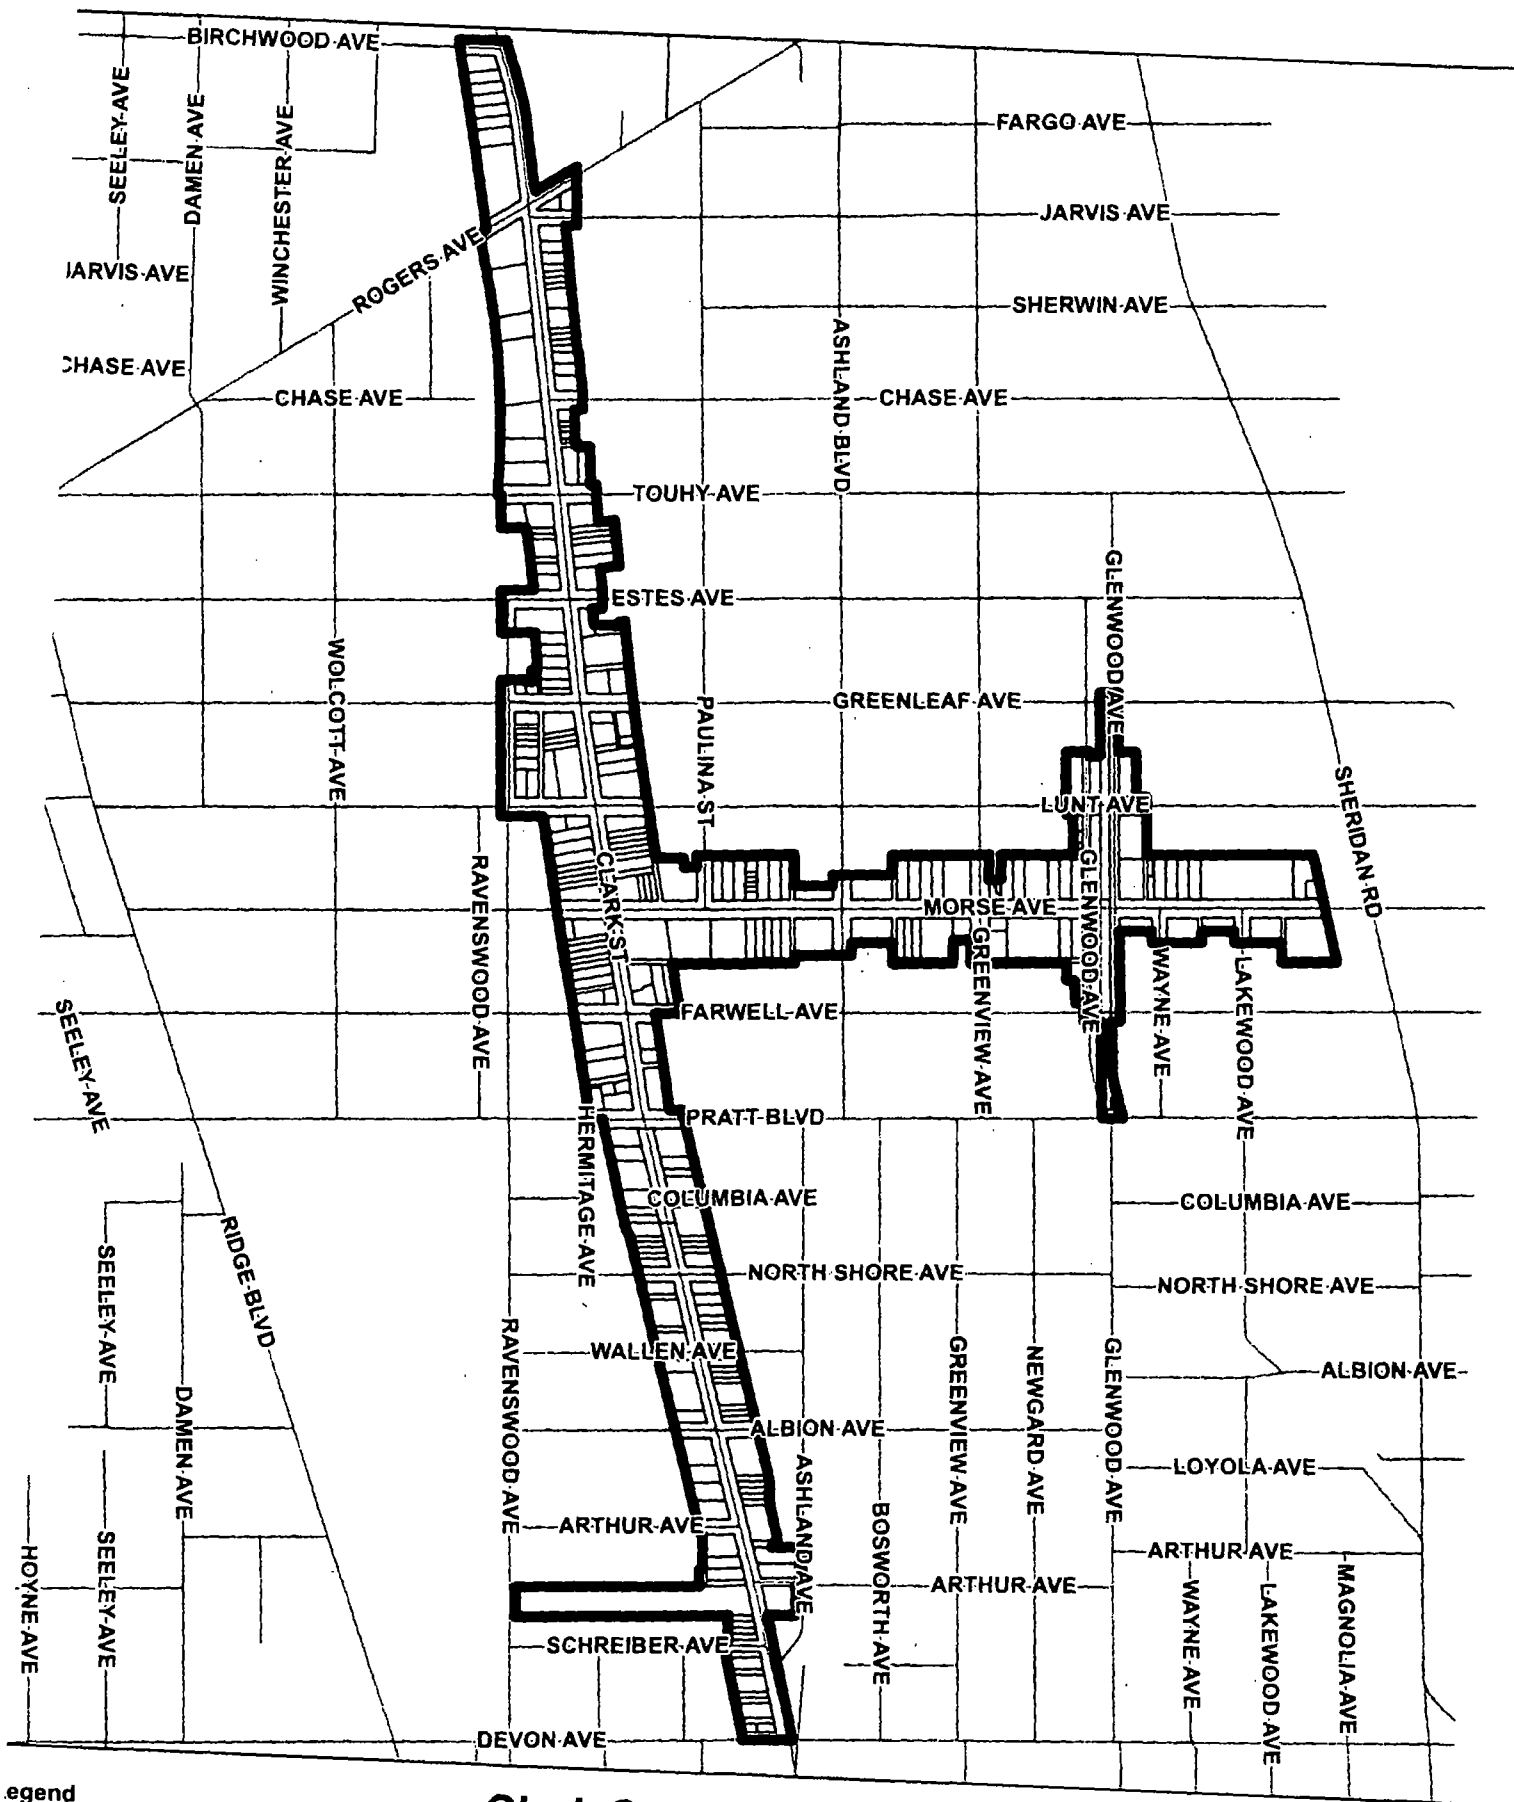 BIRCHWOOD AVE
SEELEY AVE
DAMEN AVE
WINCHESTER AVE
FARGO AVE
JARVIS AVE
ROGERS AVE
JARVIS AVE
SHERWIN AVE
ASHLAND BLVD
CHASE AVE
CHASE AVE
CHASE AVE
TOUHY AVE
GLENWOOD AVE
ESTES AVE
WOLCOTT AVE
PAULINA ST
GREENLEAF AVE
SHERIDAN RD
LUNT AVE
RAVENSWOOD AVE
CLARK ST
GLENWOOD AVE
MORSE AVE
GREENVIEW AVE
WAYNE AVE
LAKEWOOD AVE
SEELEY AVE
FARWELL AVE
HERMITAGE AVE
PRATT BLVD
COLUMBIA AVE
COLUMBIA AVE
RIDGE BLVD
SEELEY AVE
NORTH SHORE AVE
NORTH SHORE AVE
RAVENSWOOD AVE
WALLEN AVE
GREENVIEW AVE
NEWGARD AVE
GLENWOOD AVE
ALBION AVE
DAMEN AVE
ALBION AVE
ASHLAND AVE
LOYOLA AVE
BOSWORTH AVE
ARTHUR AVE
HOYNE AVE
SEELEY AVE
ARTHUR AVE
ARTHUR AVE
WAYNE AVE
LAKEWOOD AVE
MAGNOLIA AVE
SCHREIBER AVE
DEVON AVE
egend